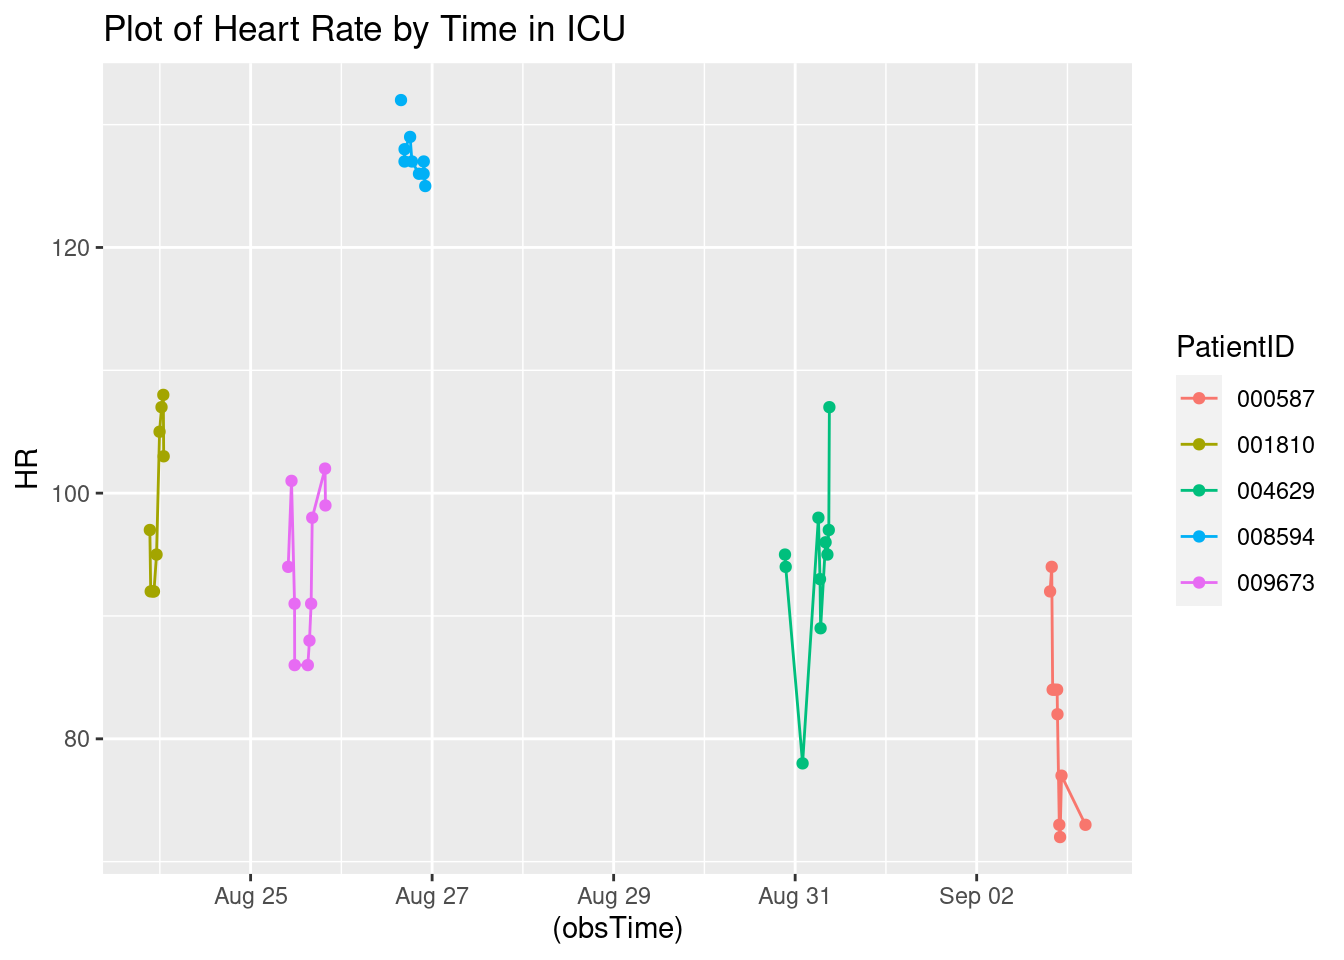 Plot of Heart Rate by Time in ICU
HR
120
100
80
Aug 25
Aug 27
Aug 29
Aug 31
Sep 02
(obsTime)
PatientID
000587
001810
004629
008594
009673